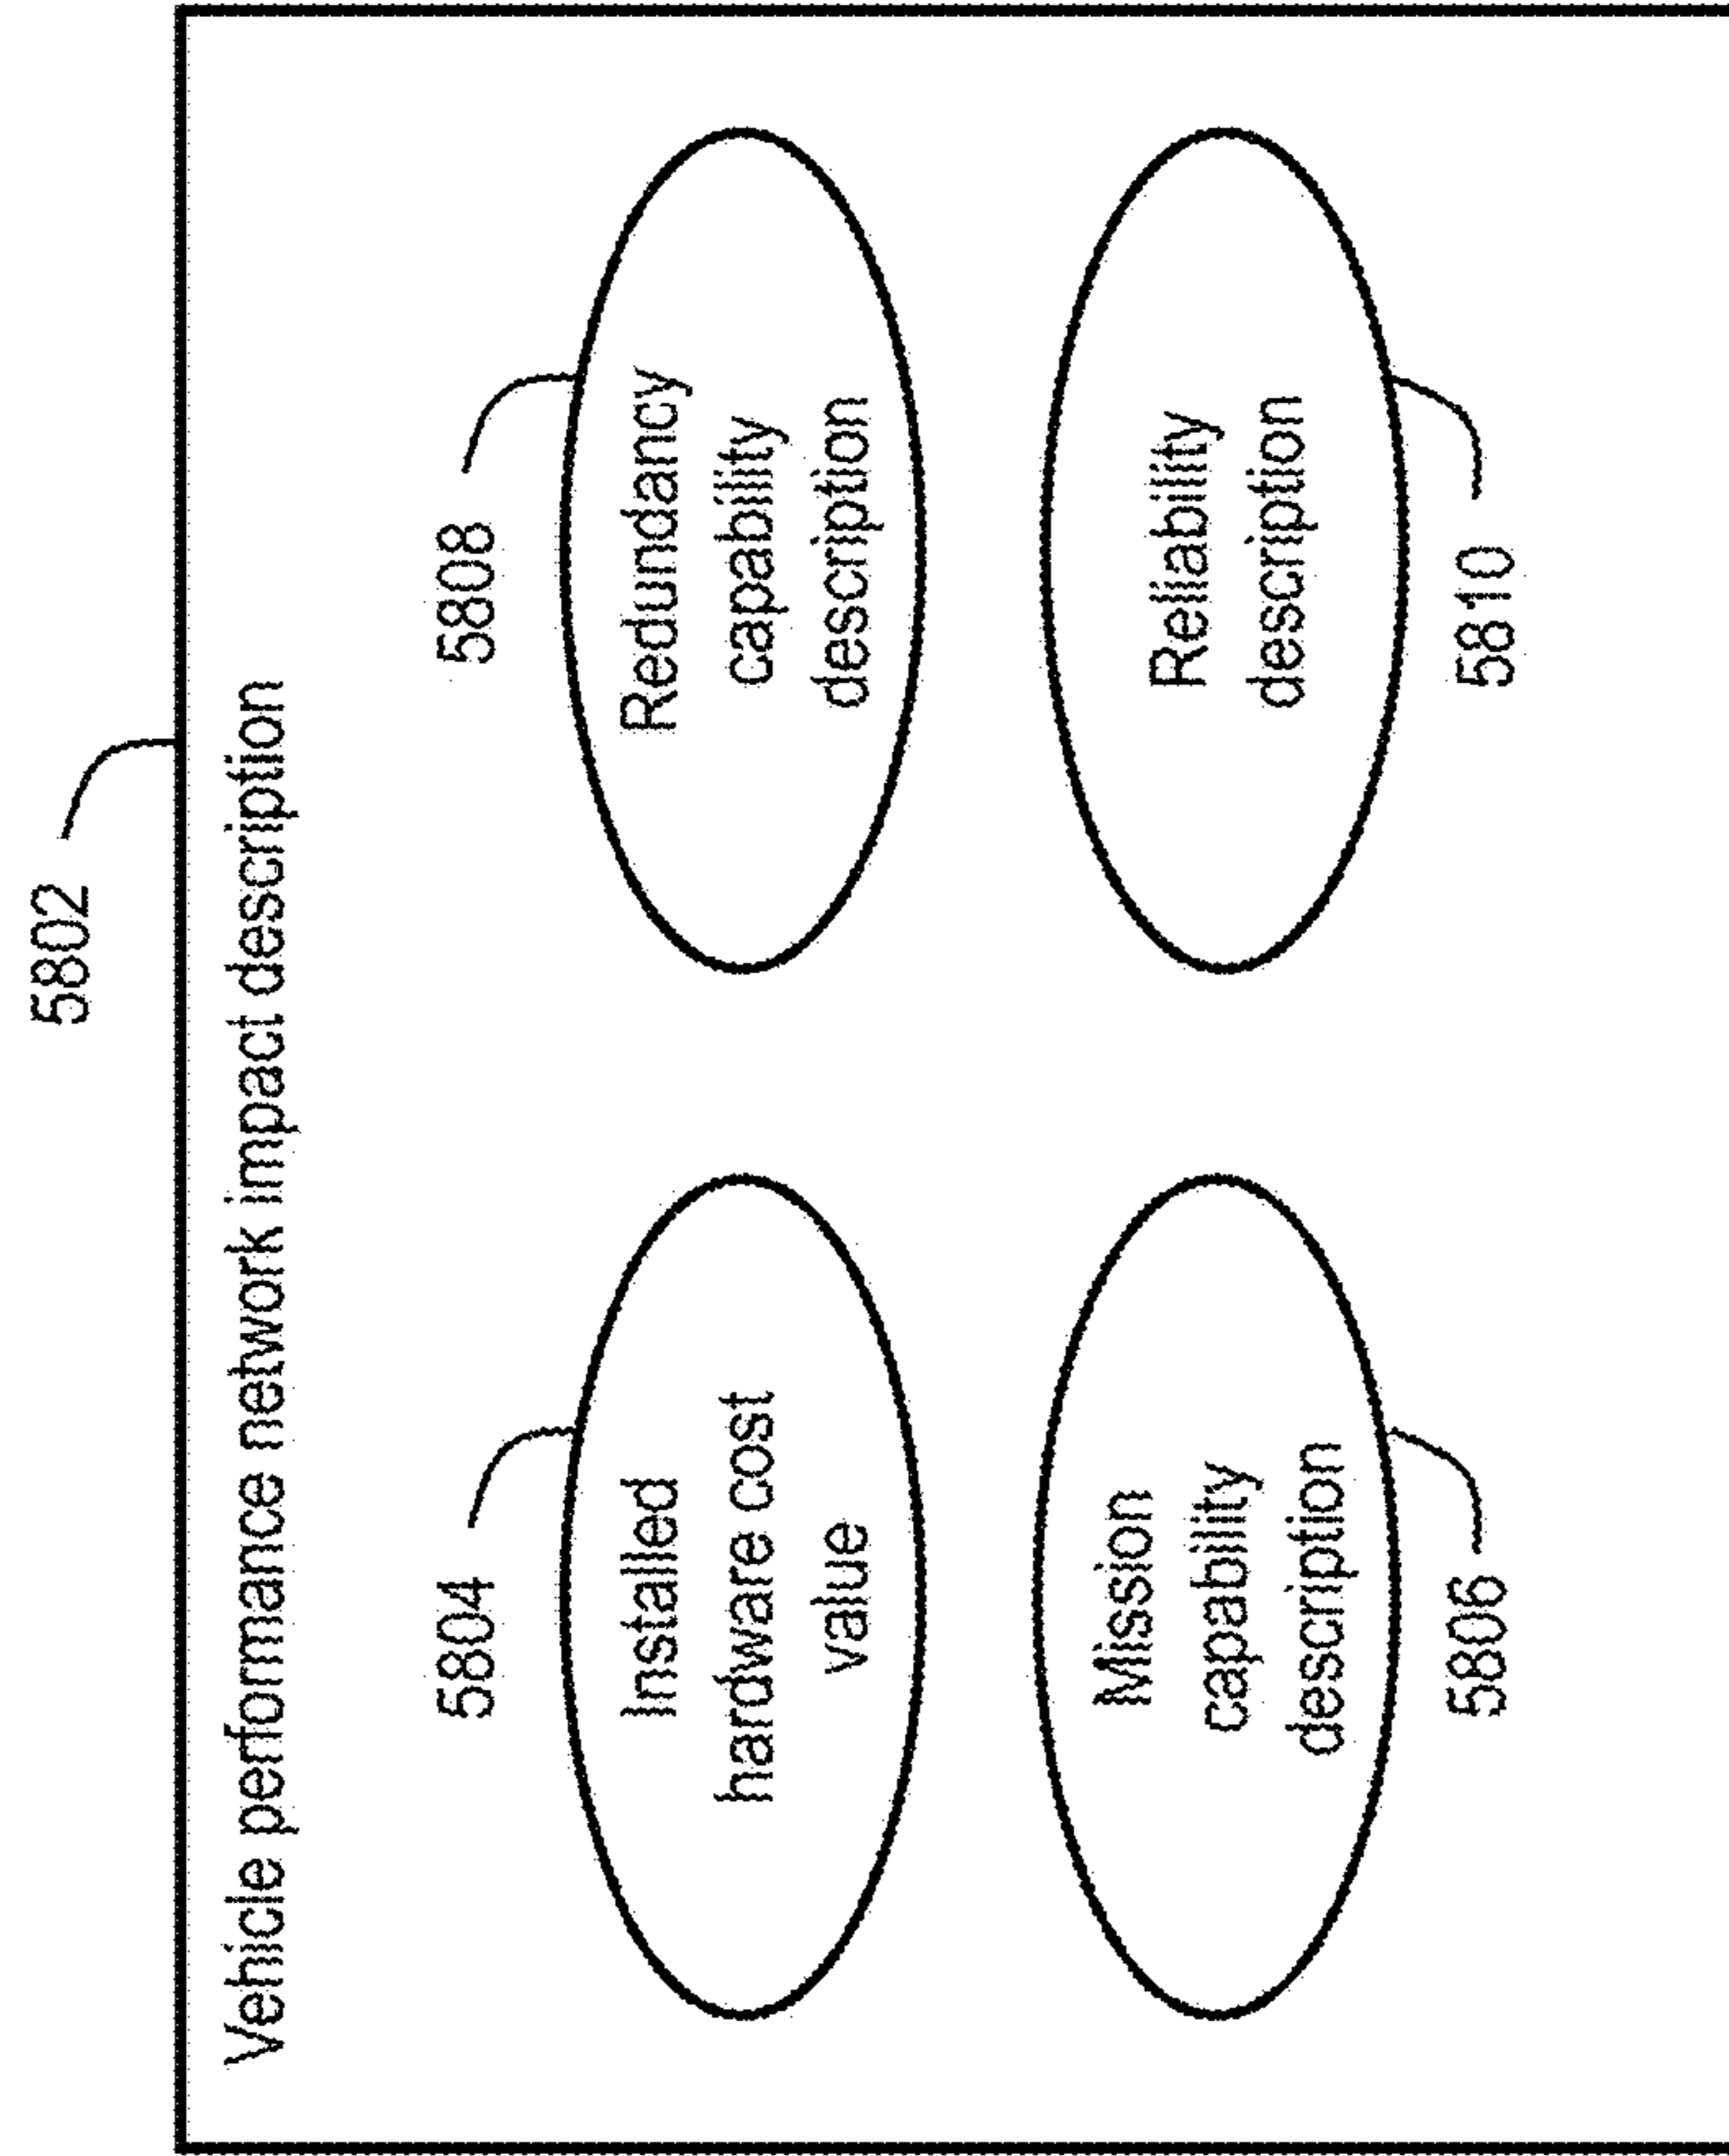 5802
Vehicle performance network impact description
5804
Installed
hardware cost
value
5808
Redundancy
capability
description
Mission
capability
description
5806
Reliability
description
5810